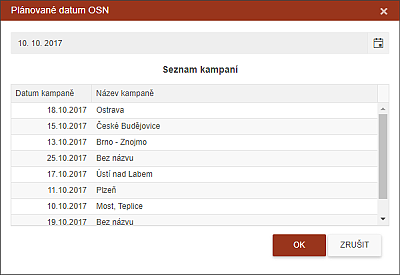 Plánované datum OSN
10. 10. 2017
Seznam kampaní
Datum kampaně Název kampaně
18.10.2017 Ostrava
15.10.2017 České Budějovice
13.10.2017 Brno - Znojmo
25.10.2017 Bez názvu
17.10.2017 Ústí nad Labem
11.10.2017 Plzeň
10.10.2017 Most, Teplice
19.10.2017 Bez názvu
OK ZRUŠIT